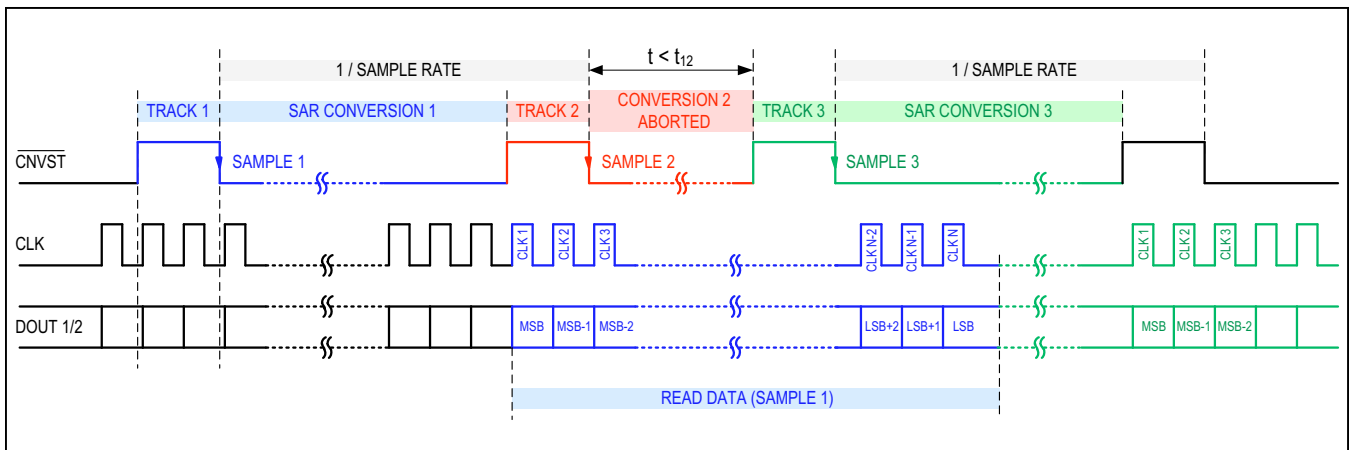 t < t12
1 / SAMPLE RATE
1 / SAMPLE RATE
TRACK 1
SAR CONVERSION 1
TRACK 2
CONVERSION 2
ABORTED
TRACK 3
SAR CONVERSION 3
CNVST
SAMPLE 1
SAMPLE 2
SAMPLE 3
CLK
CLK 1
CLK 2
CLK 3
CLK N-2
CLK N-1
CLK N
CLK 1
CLK 2
CLK 3
DOUT 1/2
MSB
MSB-1
MSB-2
LSB+2
LSB+1
LSB
MSB
MSB-1
MSB-2
READ DATA (SAMPLE 1)